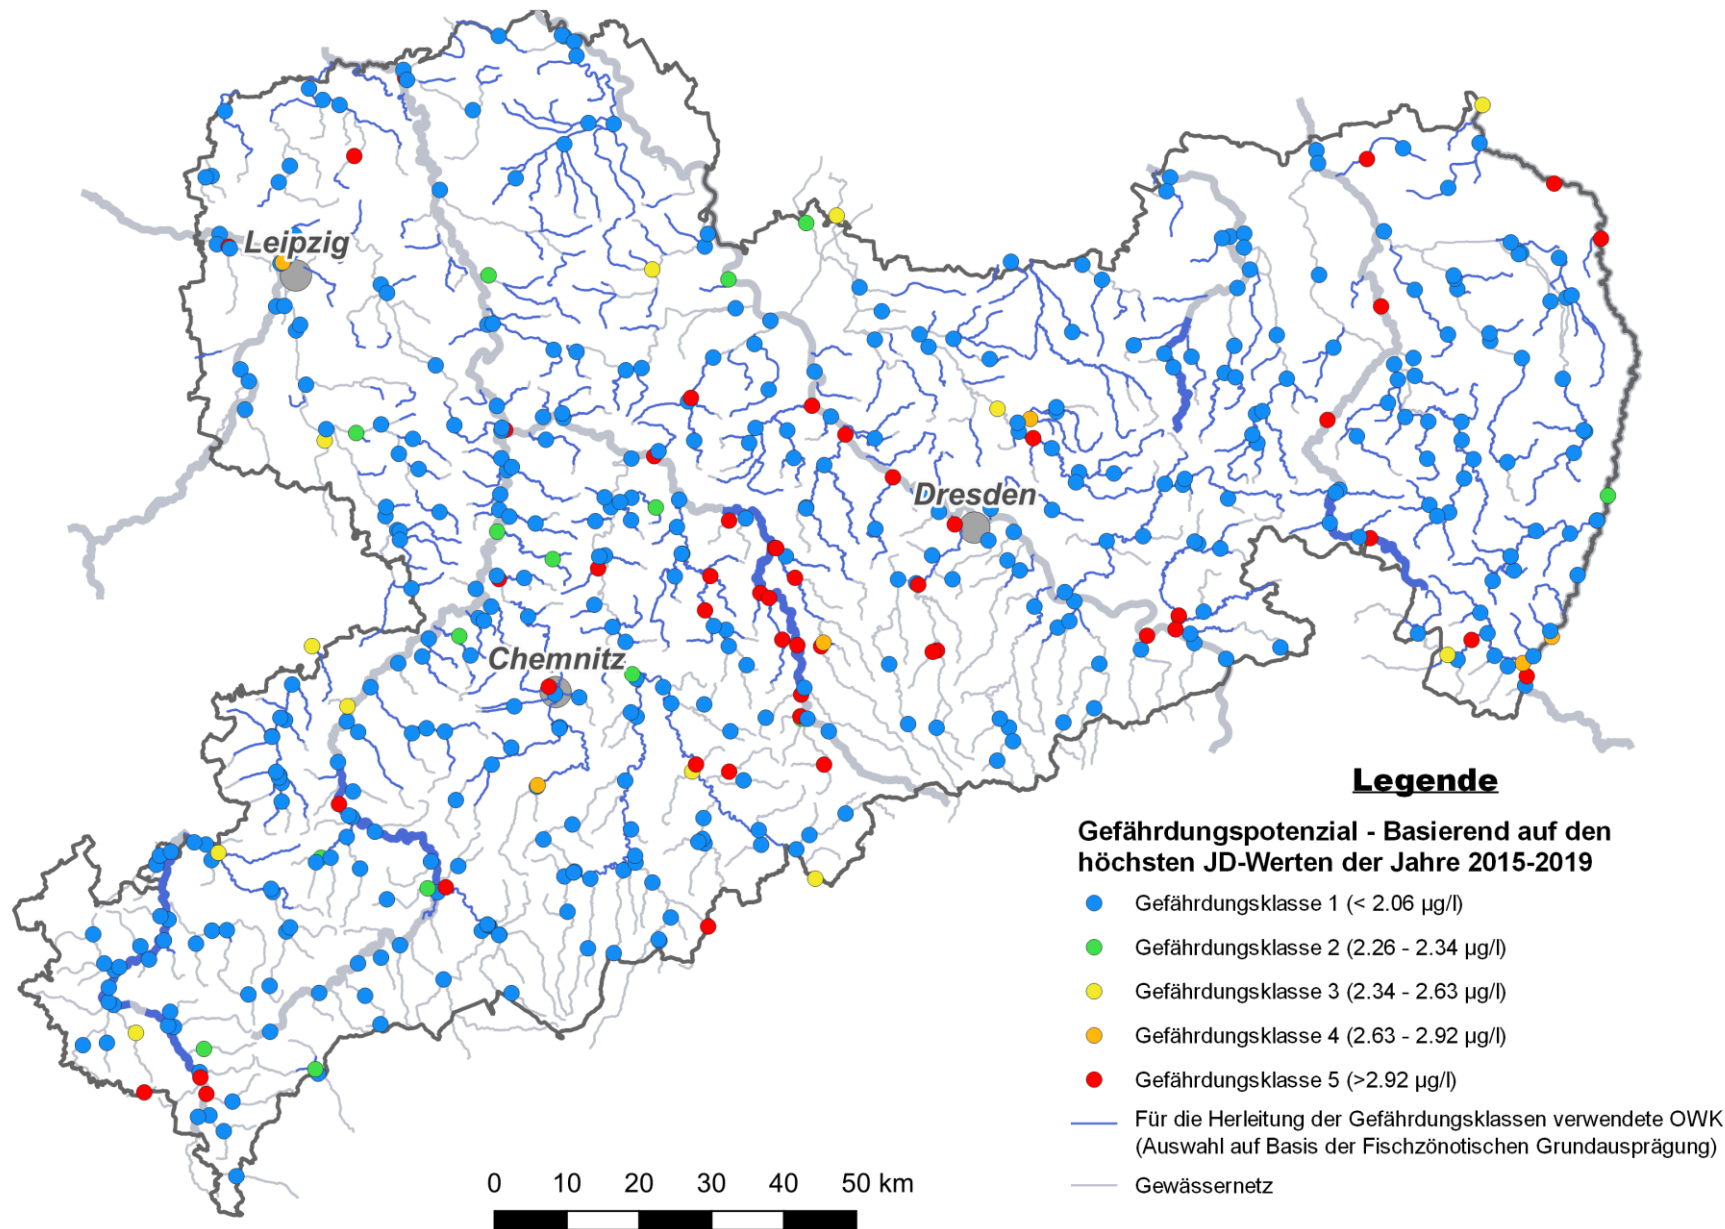 Leipzig
Dresden
Chemnitz
Legende
Gefährdungspotenzial - Basierend auf den
höchsten JD-Werten der Jahre 2015-2019
Gefährdungsklasse 1 (< 2.06 µg/l)
Gefährdungsklasse 2 (2.26 - 2.34 µg/l)
Gefährdungsklasse 3 (2.34 - 2.63 µg/l)
Gefährdungsklasse 4 (2.63 - 2.92 µg/l)
Gefährdungsklasse 5 (>2.92 µg/l)
Für die Herleitung der Gefährdungsklassen verwendete OWK
(Auswahl auf Basis der Fischzönotischen Grundausprägung)
Gewässernetz
0 10 20 30 40 50 km